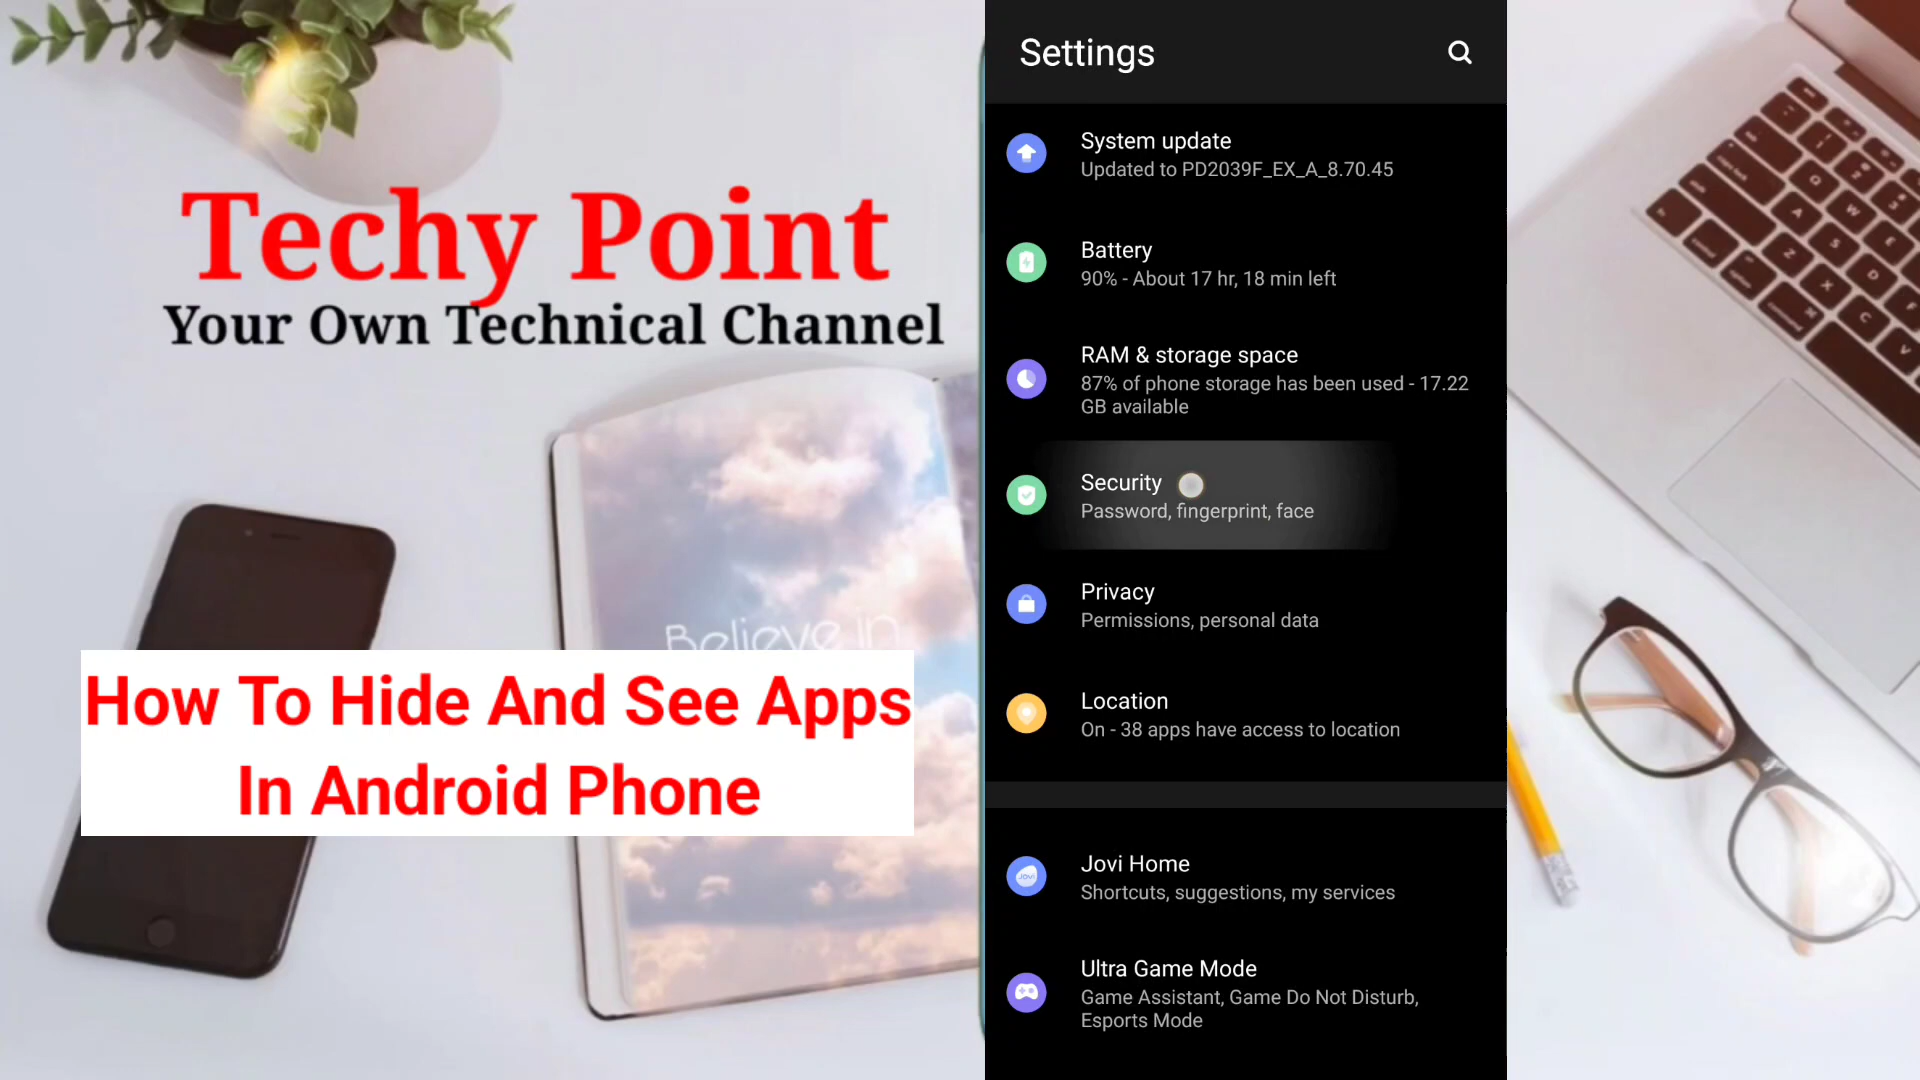 Techy Point
Your Own Technical Channel
Believe in
How To Hide And See Apps
In Android Phone
Settings
System update
Updated to PD2039F_EX_A_8.70.45
Battery
90% - About 17 hr, 18 min left
RAM & storage space
87% of phone storage has been used - 17.22
GB available
Security
Password, fingerprint, face
Privacy
Permissions, personal data
Location
On - 38 apps have access to location
Jovi Home
Shortcuts, suggestions, my services
Ultra Game Mode
Game Assistant, Game Do Not Disturb,
Esports Mode